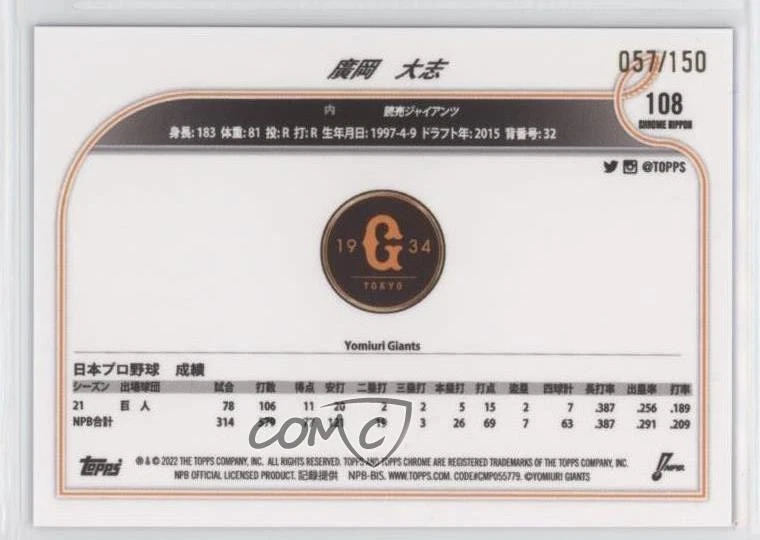 廣岡 大志
057/150
108
CHROME NIPPON
内 読売ジャイアンツ
身長: 183 体重: 81 投: R 打: R 生年月日: 1997-4-9 ドラフト年: 2015 背番号: 32
@TOPPS
19 G 34
TOKYO
Yomiuri Giants
日本プロ野球 成績
シーズン 出場球団 試合 打数 得点 安打 二塁打 三塁打 本塁打 打点 盗塁 四球計 長打率 出塁率 打率
21 巨人 78 106 11 20 2 2 5 15 2 7 .387 .256 .189
NPB合計 314 579 77 121 19 3 26 69 7 63 .387 .291 .209
COMC
Topps
®&© 2022 THE TOPPS COMPANY, INC. ALL RIGHTS RESERVED. TOPPS AND TOPPS CHROME ARE REGISTERED TRADEMARKS OF THE TOPPS COMPANY, INC.
NPB OFFICIAL LICENSED PRODUCT. 記録提供 NPB-BIS. WWW.TOPPS.COM. CODE#CMP055779. ©YOMIURI GIANTS
NPB